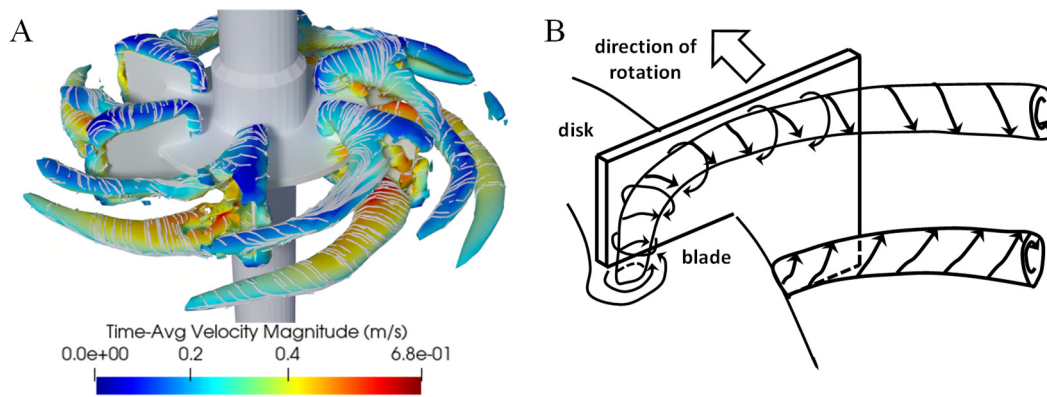 A
B
direction of
rotation
disk
blade
Time-Avg Velocity Magnitude (m/s)
0.0e+00 0.2 0.4 6.8e-01